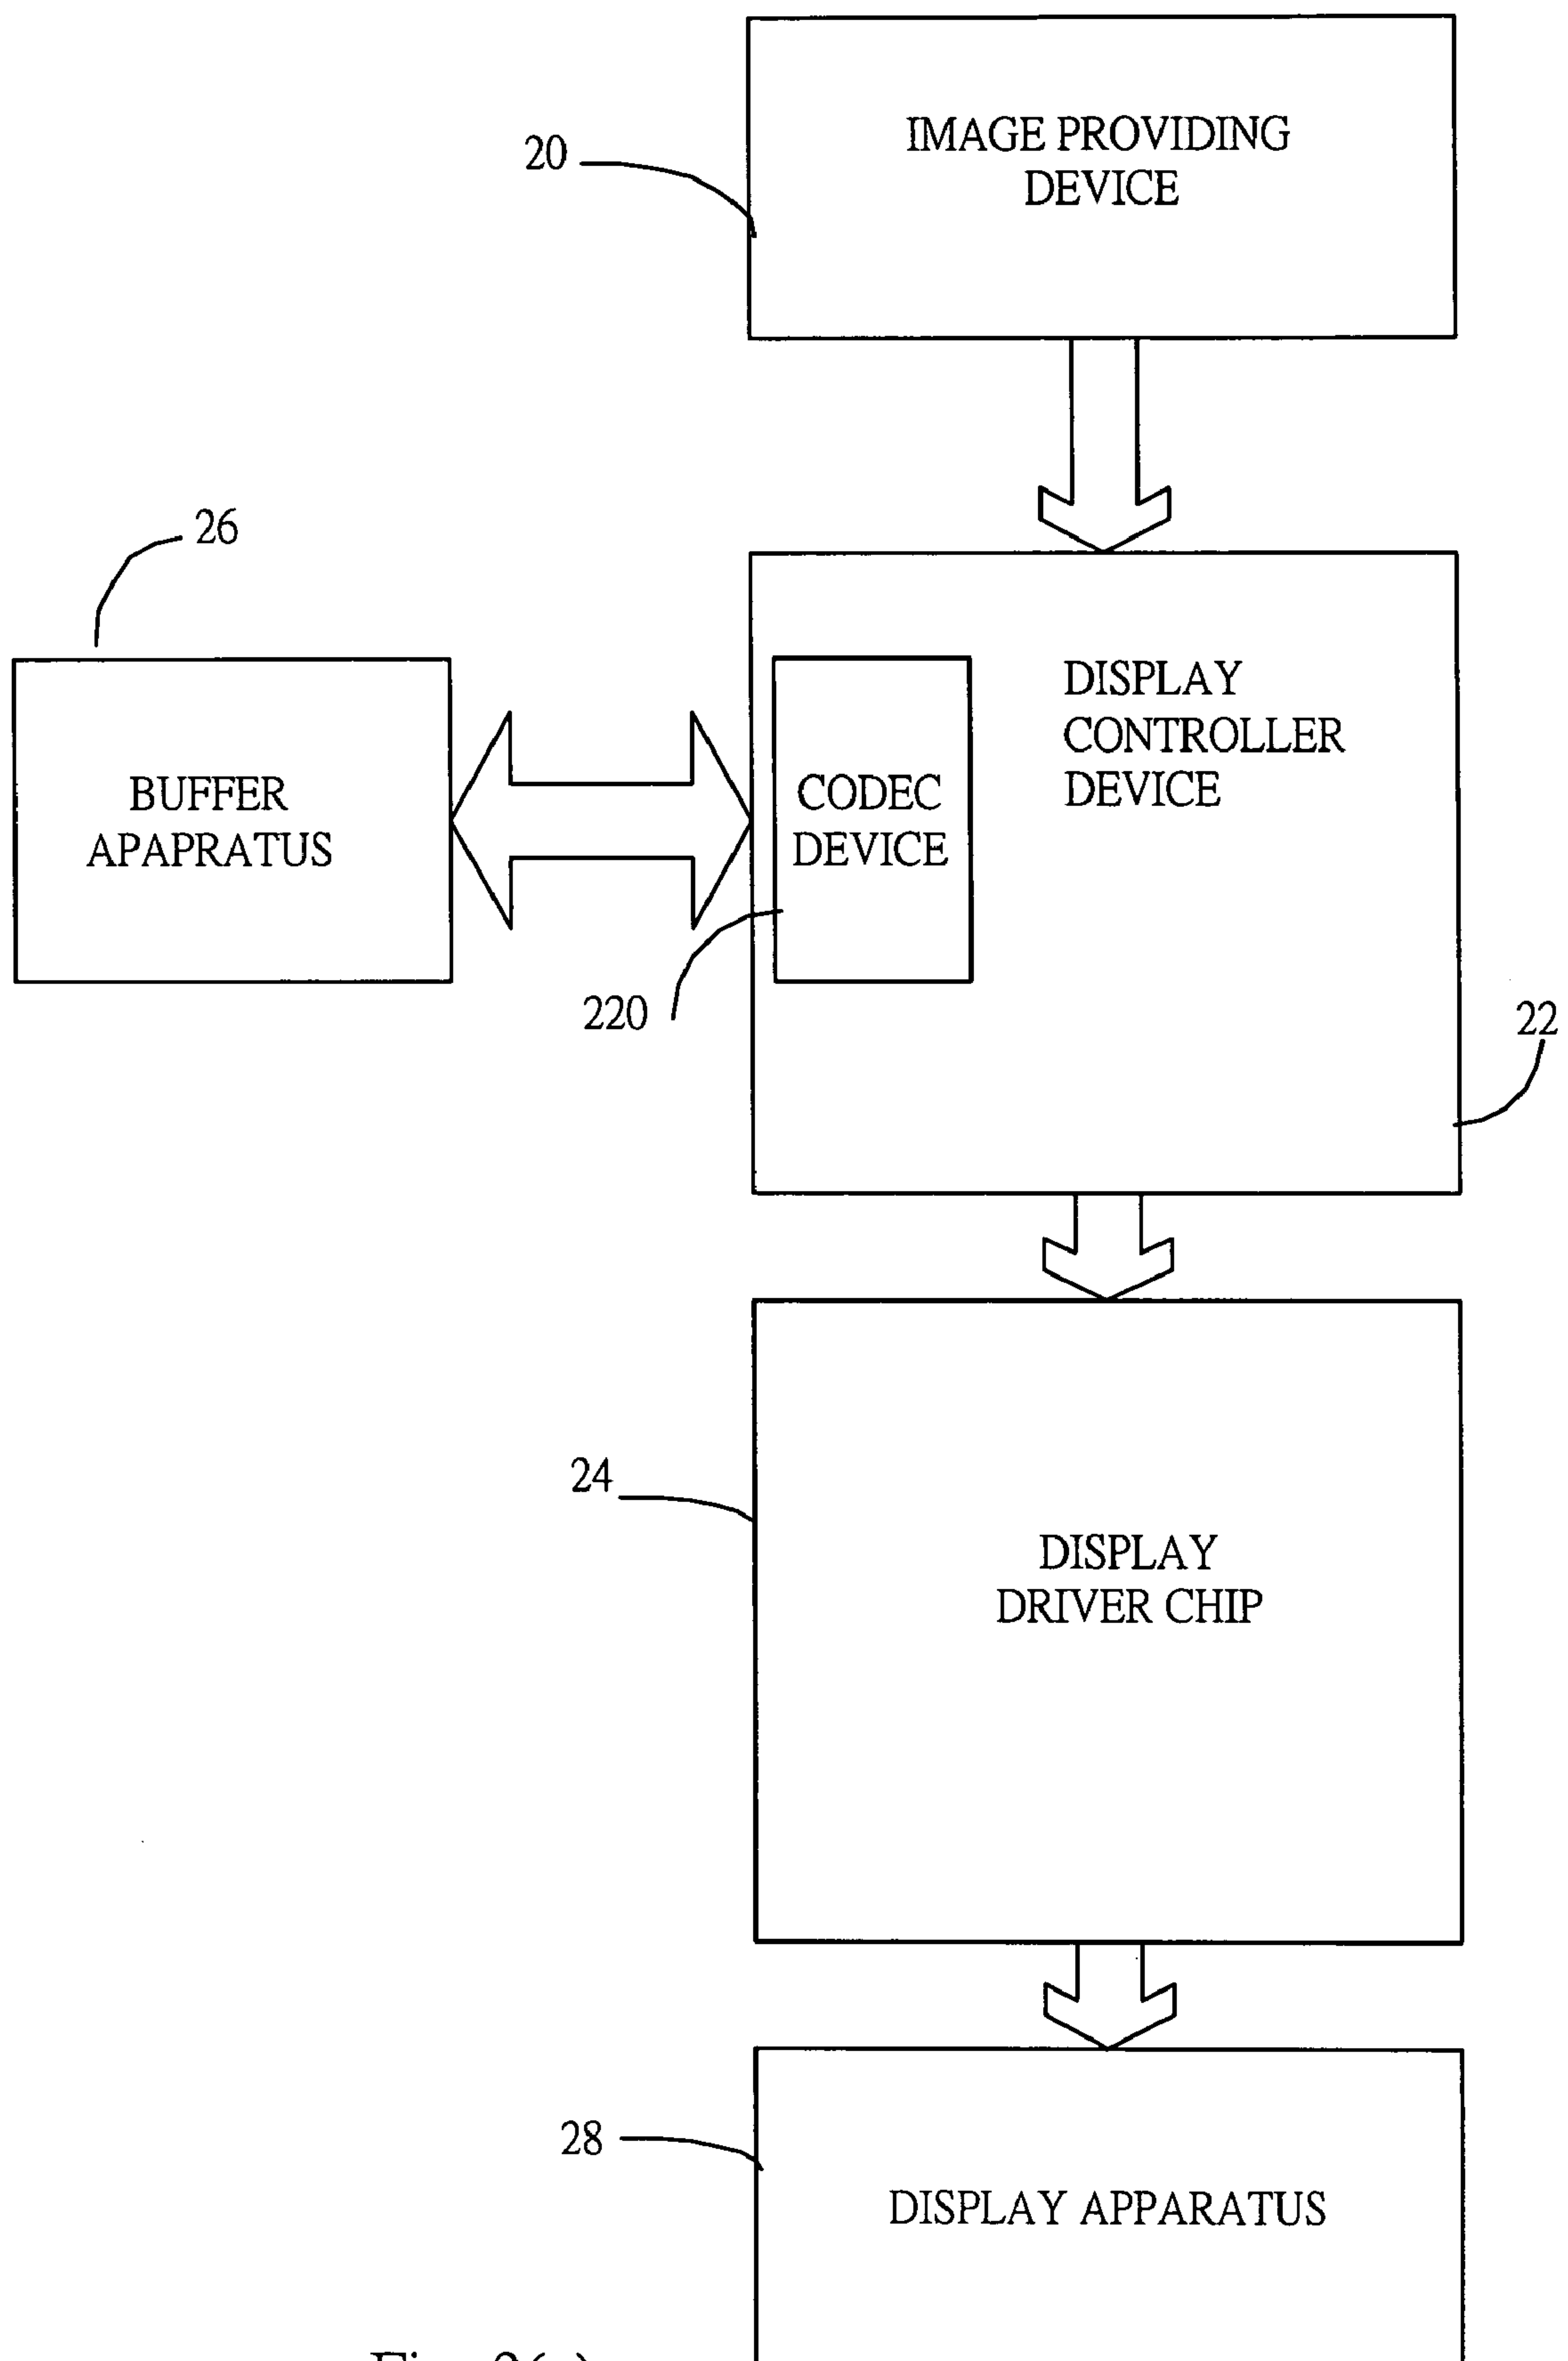 IMAGE PROVIDING
DEVICE
20
26
DISPLAY
CONTROLLER
DEVICE
BUFFER
APAPRATUS
CODEC
DEVICE
220
22
24
DISPLAY
DRIVER CHIP
28
DISPLAY APPARATUS